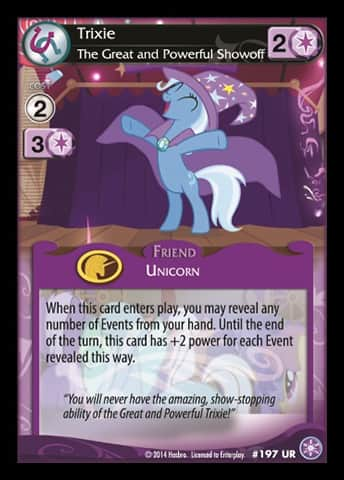 Trixie
The Great and Powerful Showoff
2
COST
2
3
FRIEND
UNICORN
When this card enters play, you may reveal any
number of Events from your hand. Until the end
of the turn, this card has +2 power for each Event
revealed this way.
“You will never have the amazing, show-stopping
ability of the Great and Powerful Trixie!”
© 2014 Hasbro. Licensed to Enterplay. #197 UR